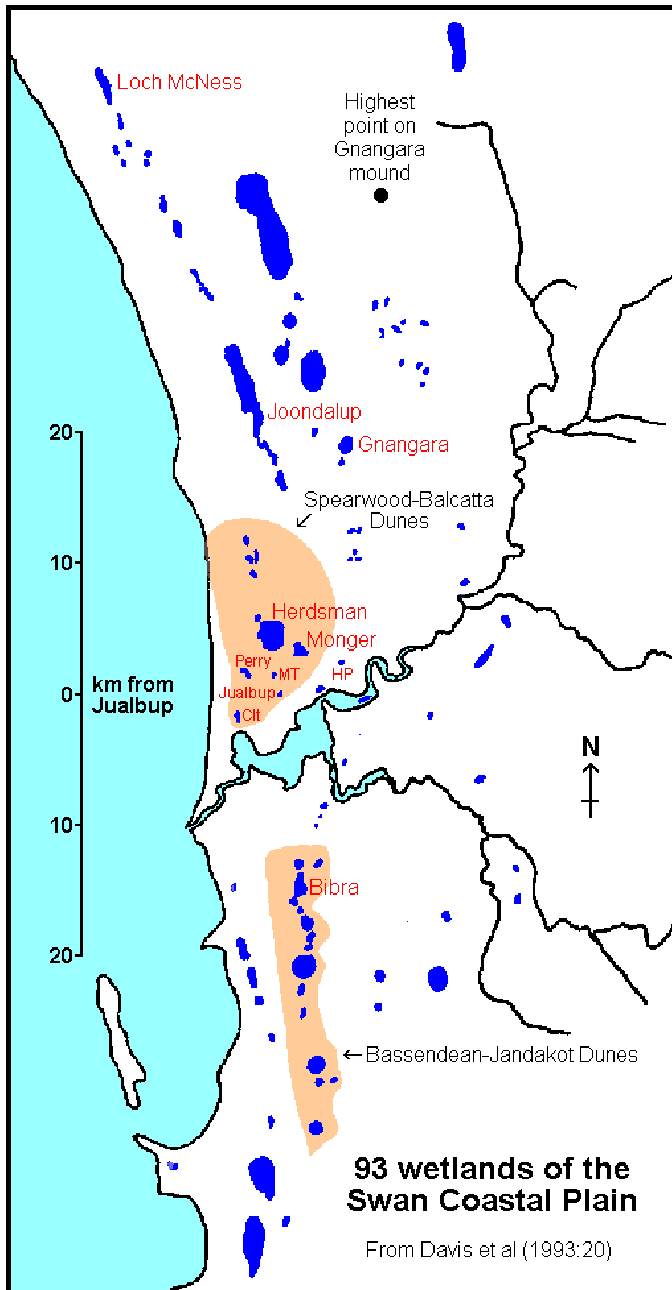 Loch McNess
Highest
point on
Gnangara
mound
Joondalup
20
Gnangara
Spearwood-Balcatta
Dunes
10
Herdsman
Monger
Perry
MT
HP
km from
Jualbup
0
Jualbup
Clt
N
10
Bibra
20
Bassendean-Jandakot Dunes
93 wetlands of the
Swan Coastal Plain
From Davis et al (1993:20)